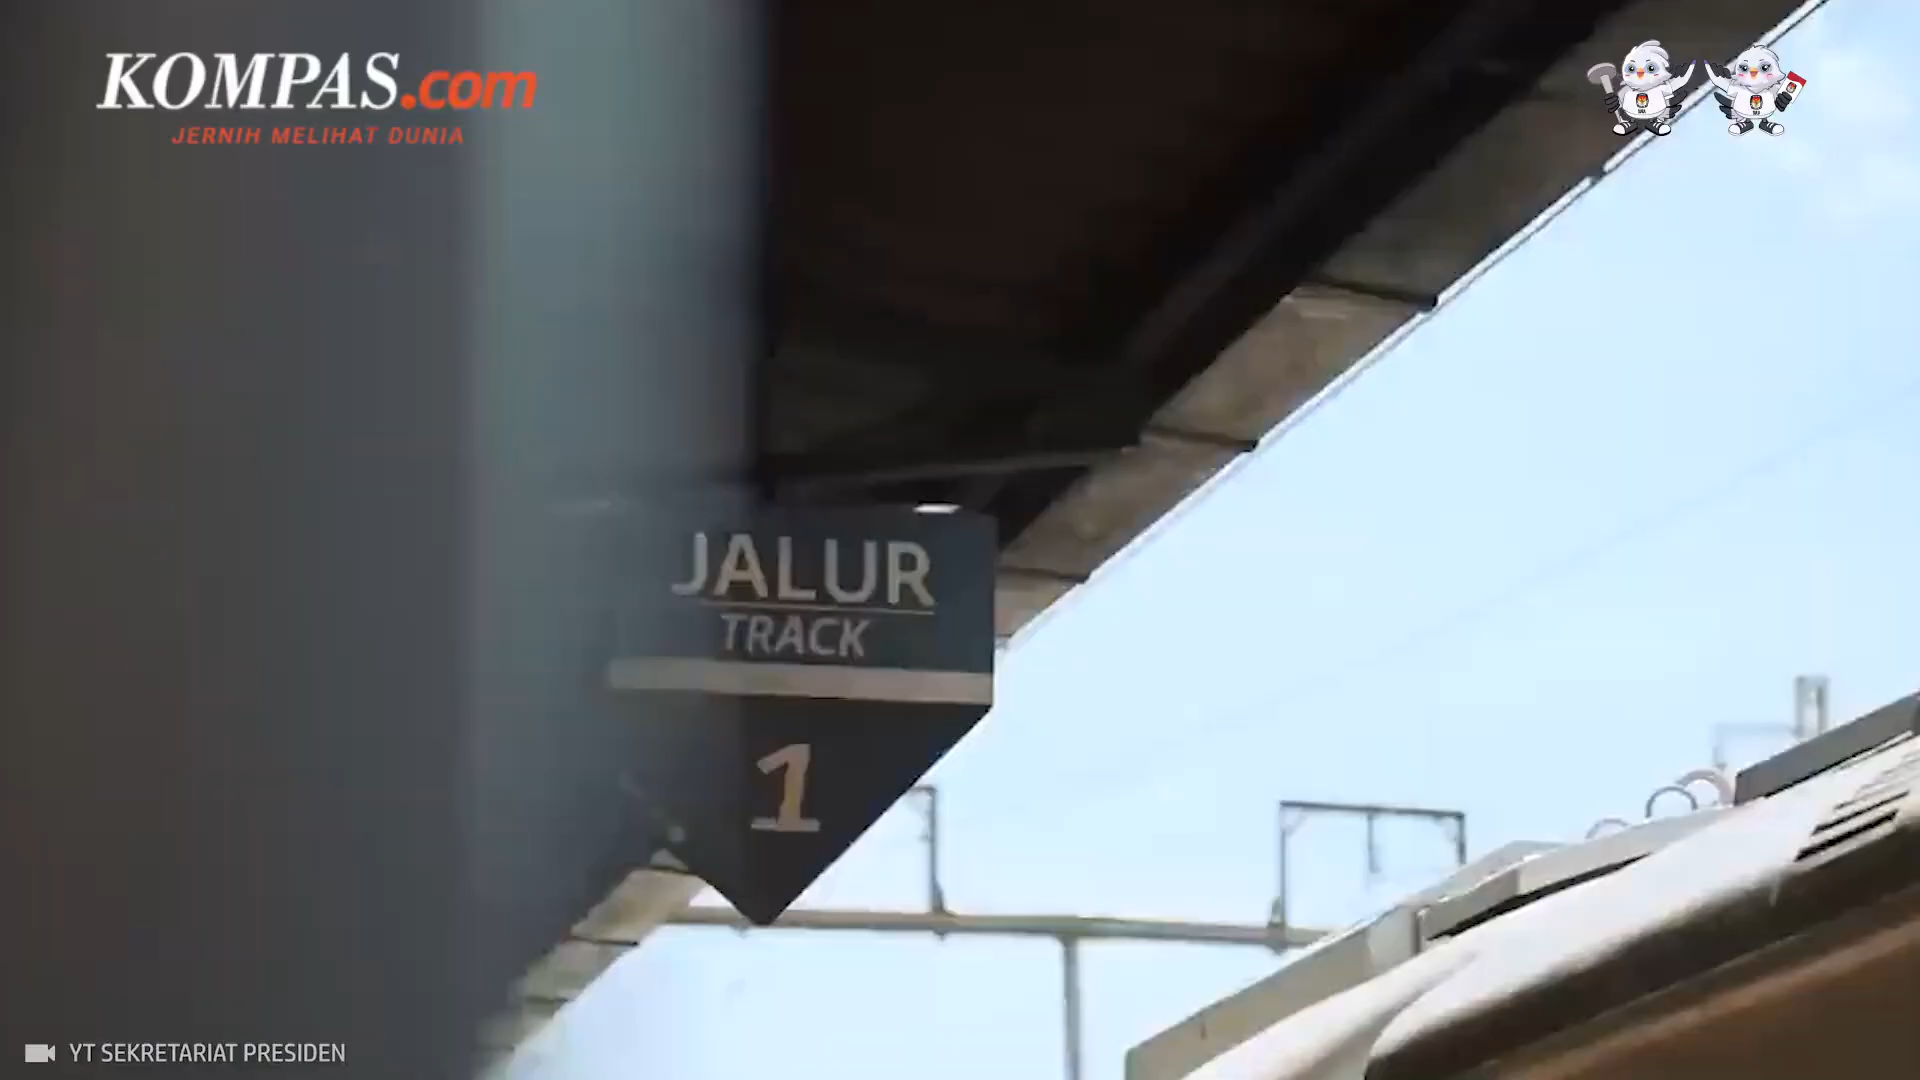 KOMPAS.com
JERNIH MELIHAT DUNIA
JALUR
TRACK
1
YT SEKRETARIAT PRESIDEN